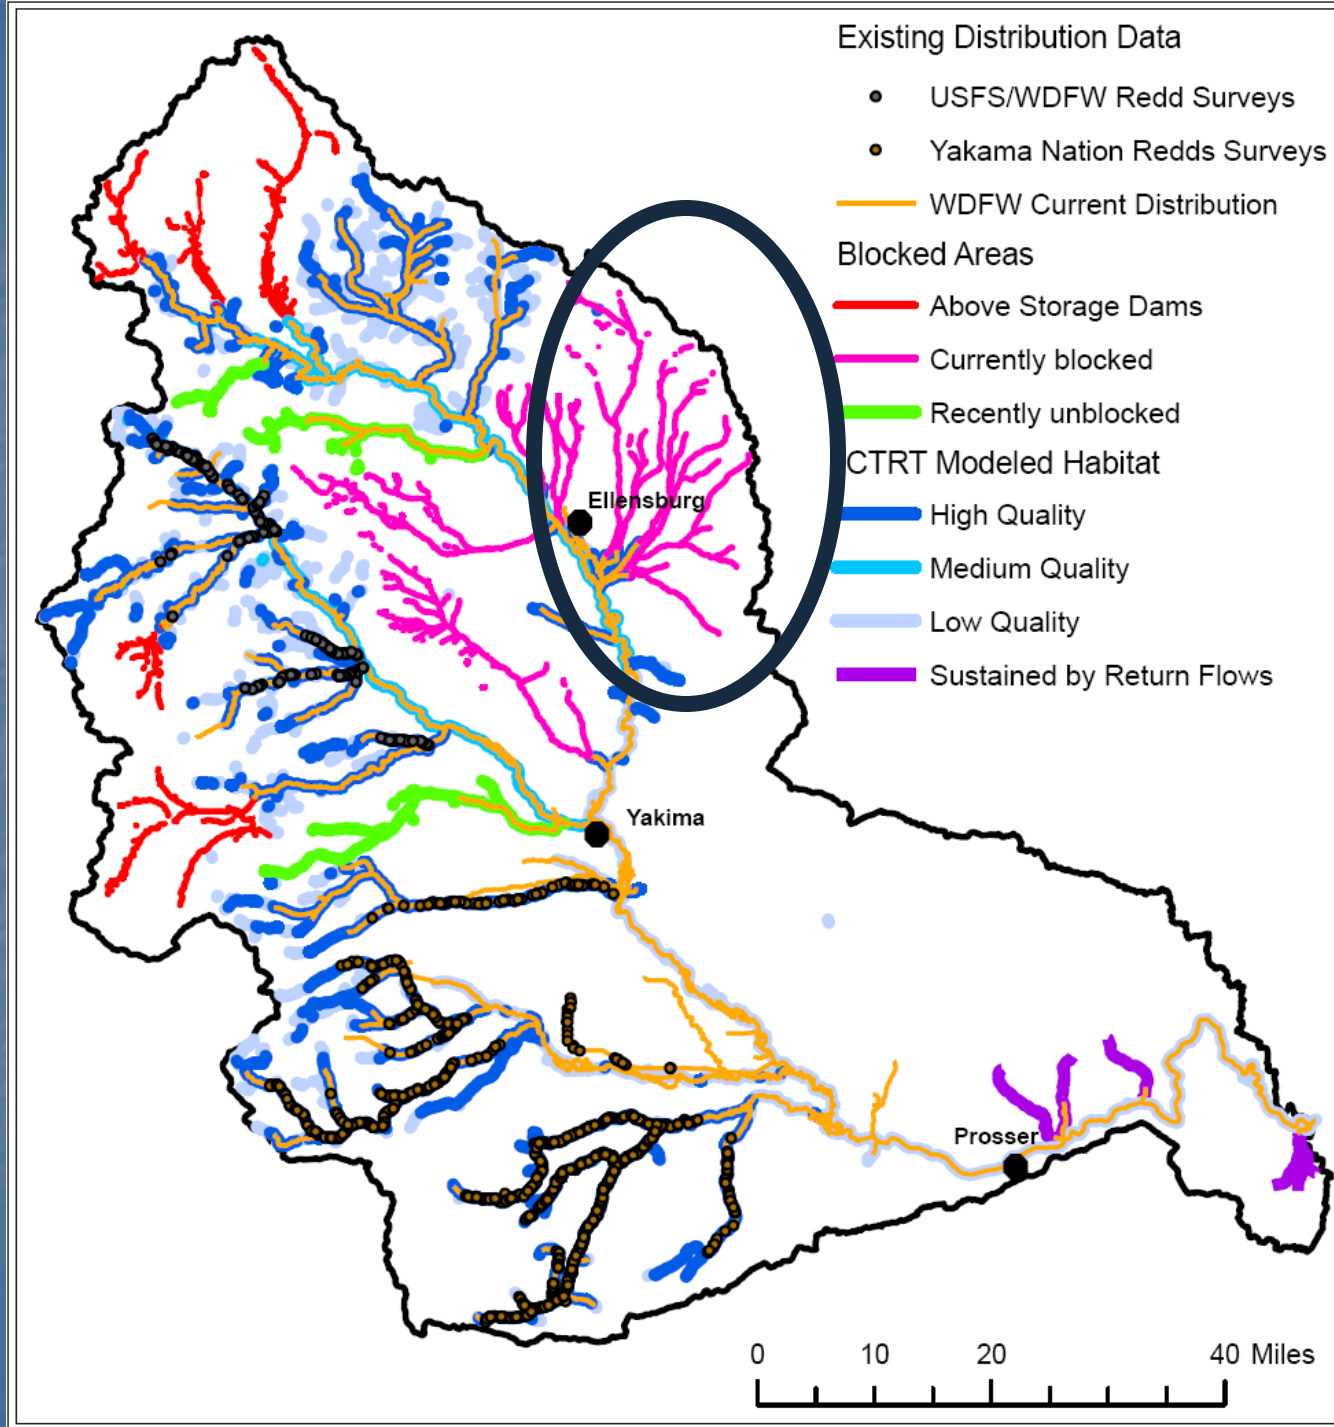 Existing Distribution Data
USFS/WDFW Redd Surveys
Yakama Nation Redds Surveys
WDFW Current Distribution
Blocked Areas
Above Storage Dams
Currently blocked
Recently unblocked
CTRT Modeled Habitat
High Quality
Medium Quality
Low Quality
Sustained by Return Flows
Ellensburg
Yakima
Prosser
0 10 20 40 Miles